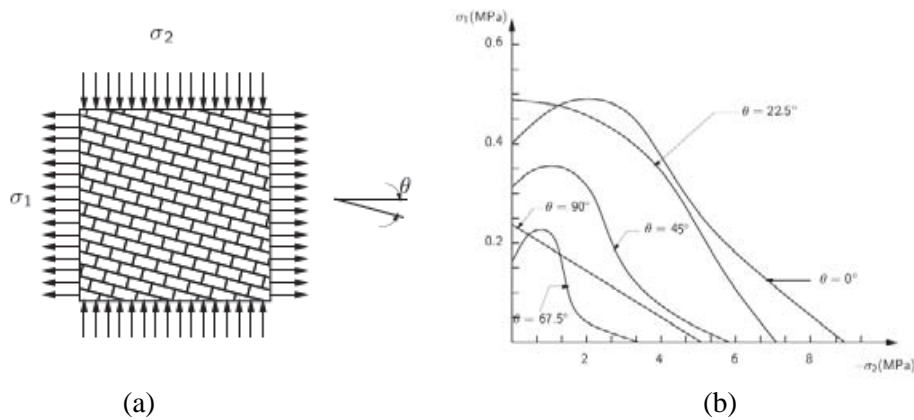 σ2
σ1
θ
(a)
σ1(MPa)
0.6
0.4
0.2
θ = 22.5°
θ = 90°
θ = 45°
θ = 0°
θ = 67.5°
2
4
6
8
−σ2(MPa)
(b)